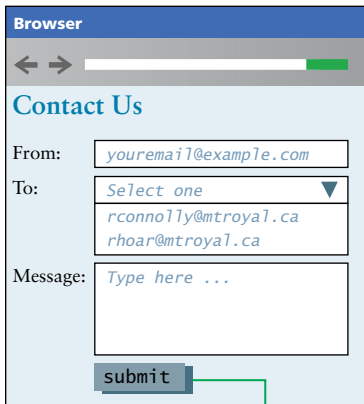 Browser
Contact Us
From: youremail@example.com
To: Select one
rconnolly@mtroyal.ca
rhoar@mtroyal.ca
Message: Type here ...
submit